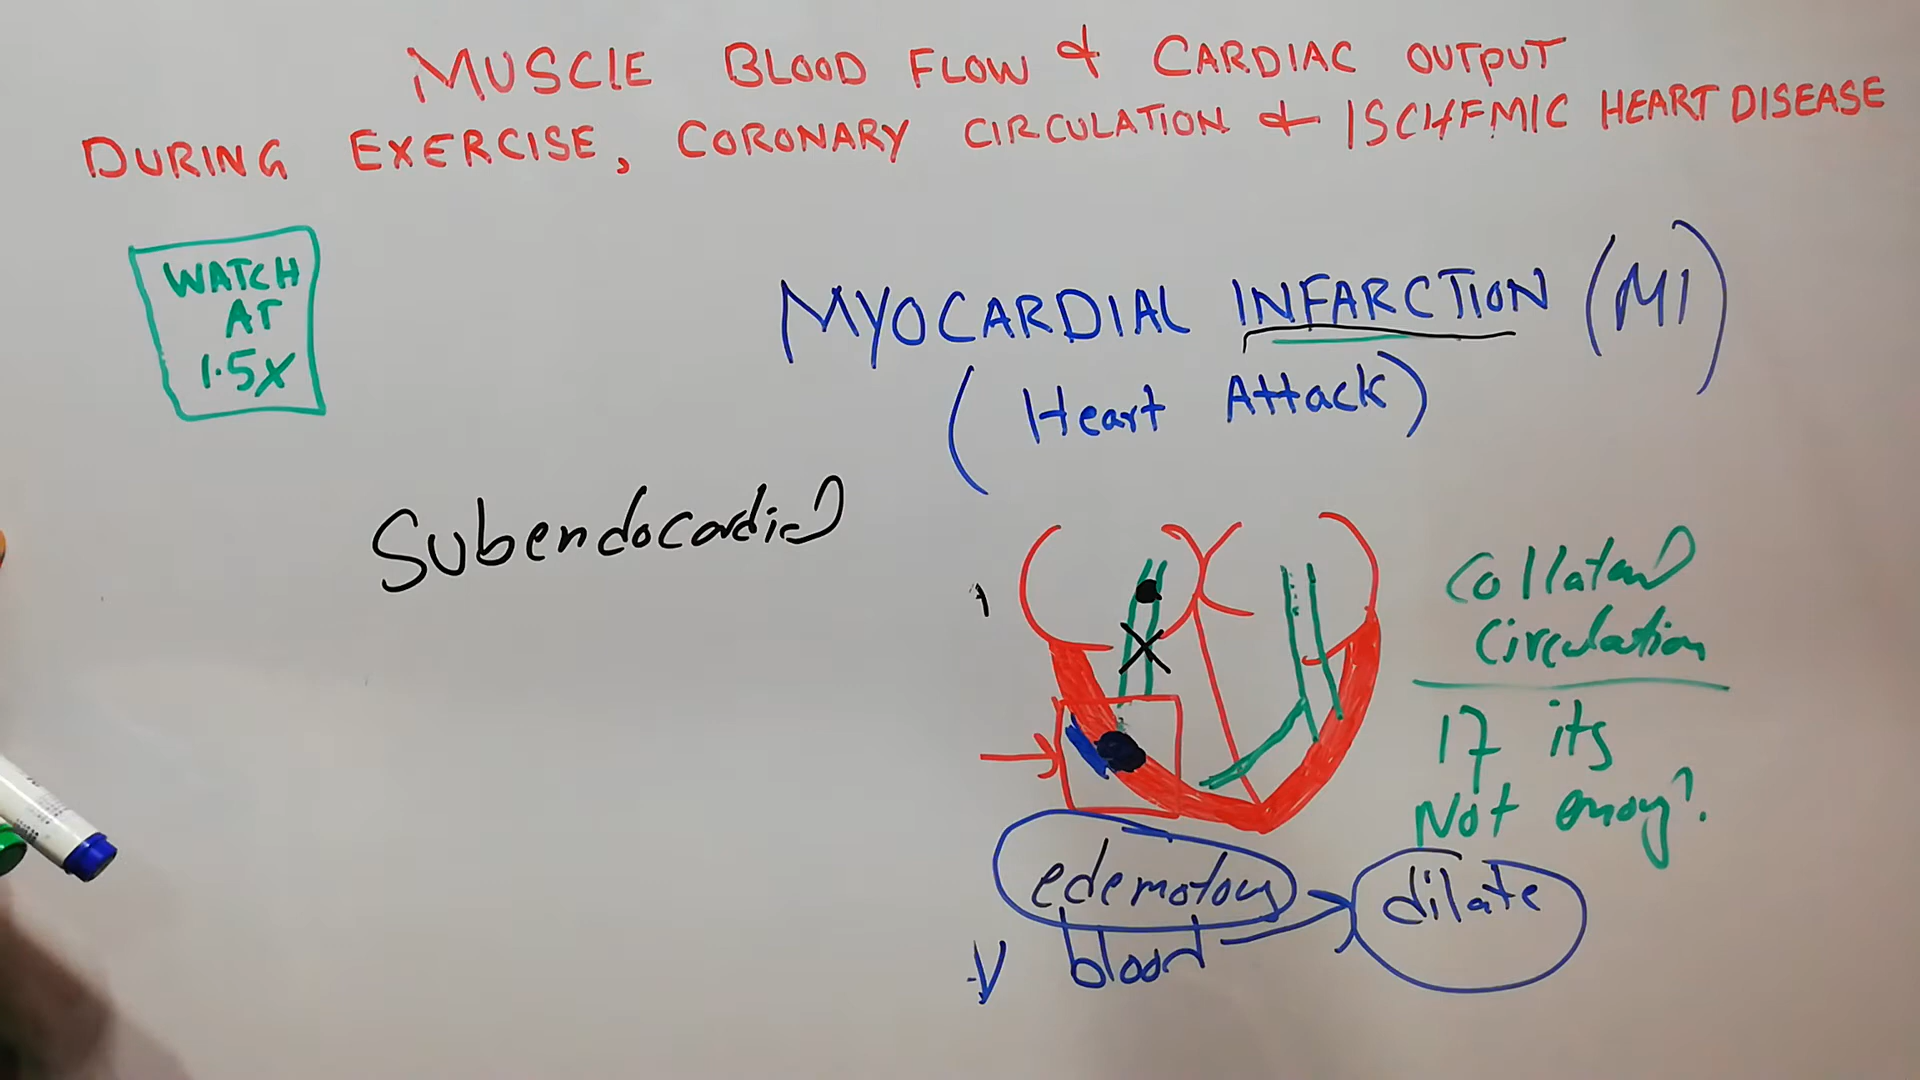 MUSCLE BLOOD FLOW & CARDIAC OUTPUT
DURING EXERCISE, CORONARY CIRCULATION & ISCHEMIC HEART DISEASE
WATCH
AT
1.5X
MYOCARDIAL INFARCTION (MI)
(Heart Attack)
Subendocardial
Collateral
Circulation
If its
Not enough?
edematous
dilate
↓ blood